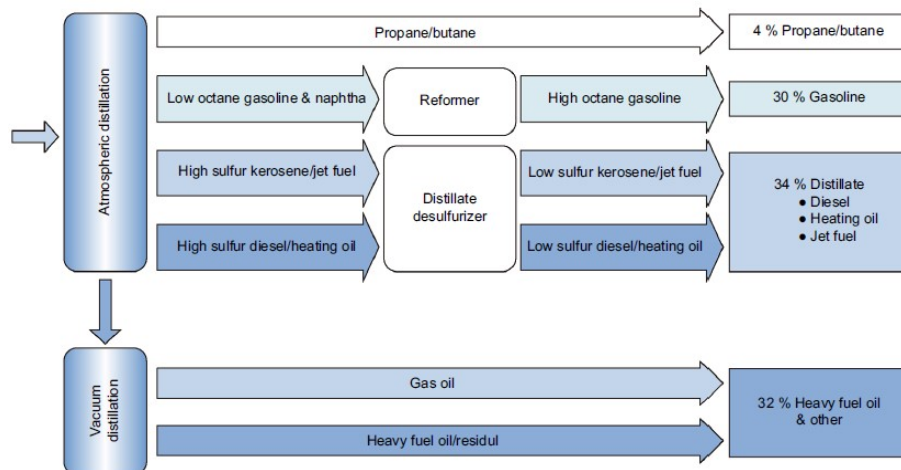 Atmospheric distillation
Propane/butane
4 % Propane/butane
Low octane gasoline & naphtha
Reformer
High octane gasoline
30 % Gasoline
High sulfur kerosene/jet fuel
Distillate
desulfurizer
Low sulfur kerosene/jet fuel
High sulfur diesel/heating oil
Low sulfur diesel/heating oil
34 % Distillate
● Diesel
● Heating oil
● Jet fuel
Vacuum
distillation
Gas oil
Heavy fuel oil/residul
32 % Heavy fuel oil
& other